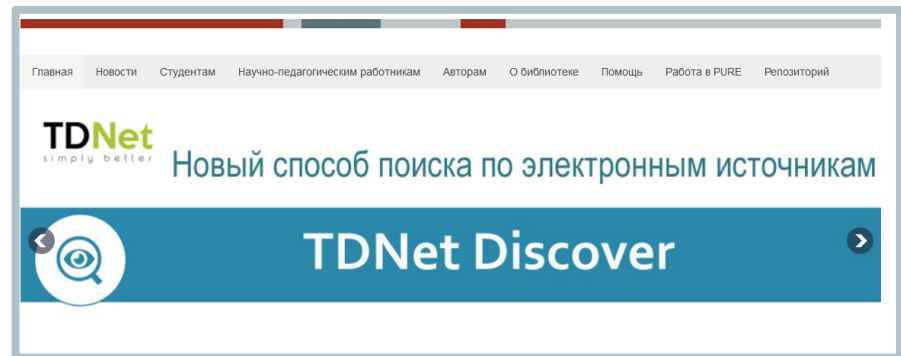 Главная Новости Студентам Научно-педагогическим работникам Авторам О библиотеке Помощь Работа в PURE Репозиторий
TDNet
simply better
Новый способ поиска по электронным источникам
TDNet Discover